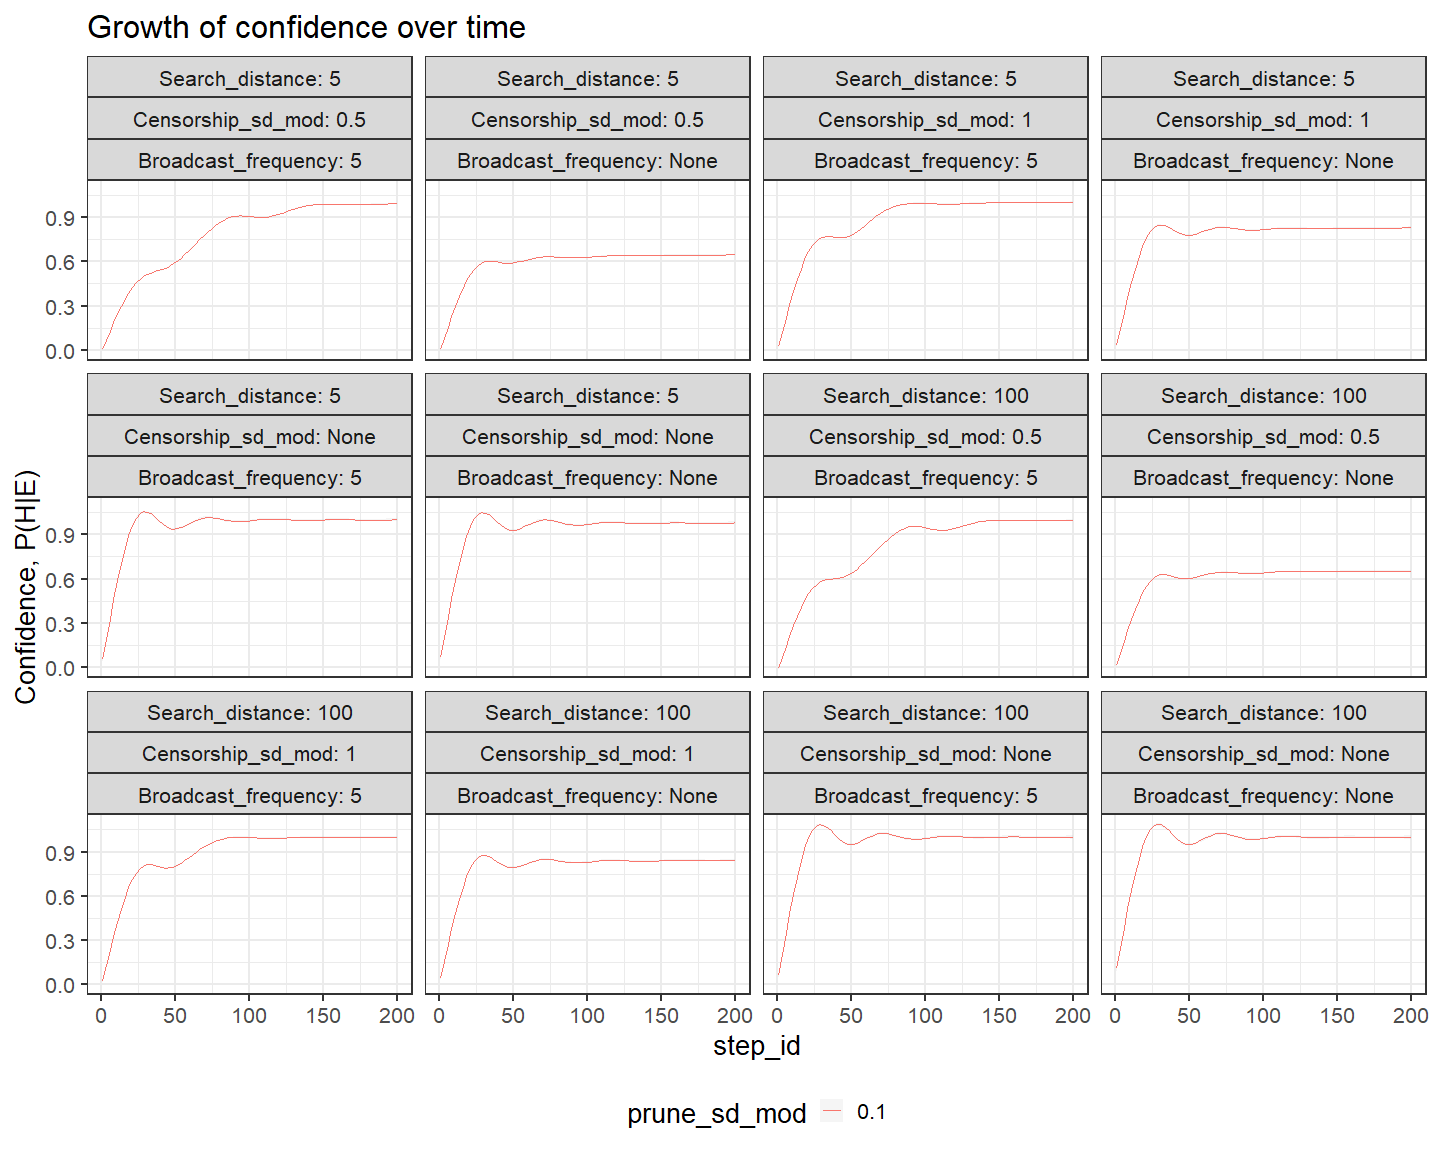 Growth of confidence over time
Search_distance: 5 Search_distance: 5 Search_distance: 5 Search_distance: 5
Censorship_sd_mod: 0.5 Censorship_sd_mod: 0.5 Censorship_sd_mod: 1 Censorship_sd_mod: 1
Broadcast_frequency: 5 Broadcast_frequency: None Broadcast_frequency: 5 Broadcast_frequency: None
0.9
0.6
0.3
0.0
Search_distance: 5 Search_distance: 5 Search_distance: 100 Search_distance: 100
Censorship_sd_mod: None Censorship_sd_mod: None Censorship_sd_mod: 0.5 Censorship_sd_mod: 0.5
Broadcast_frequency: 5 Broadcast_frequency: None Broadcast_frequency: 5 Broadcast_frequency: None
Confidence, P(H|E)
0.9
0.6
0.3
0.0
Search_distance: 100 Search_distance: 100 Search_distance: 100 Search_distance: 100
Censorship_sd_mod: 1 Censorship_sd_mod: 1 Censorship_sd_mod: None Censorship_sd_mod: None
Broadcast_frequency: 5 Broadcast_frequency: None Broadcast_frequency: 5 Broadcast_frequency: None
0.9
0.6
0.3
0.0
0 50 100 150 200 0 50 100 150 200 0 50 100 150 200 0 50 100 150 200
step_id
prune_sd_mod 0.1